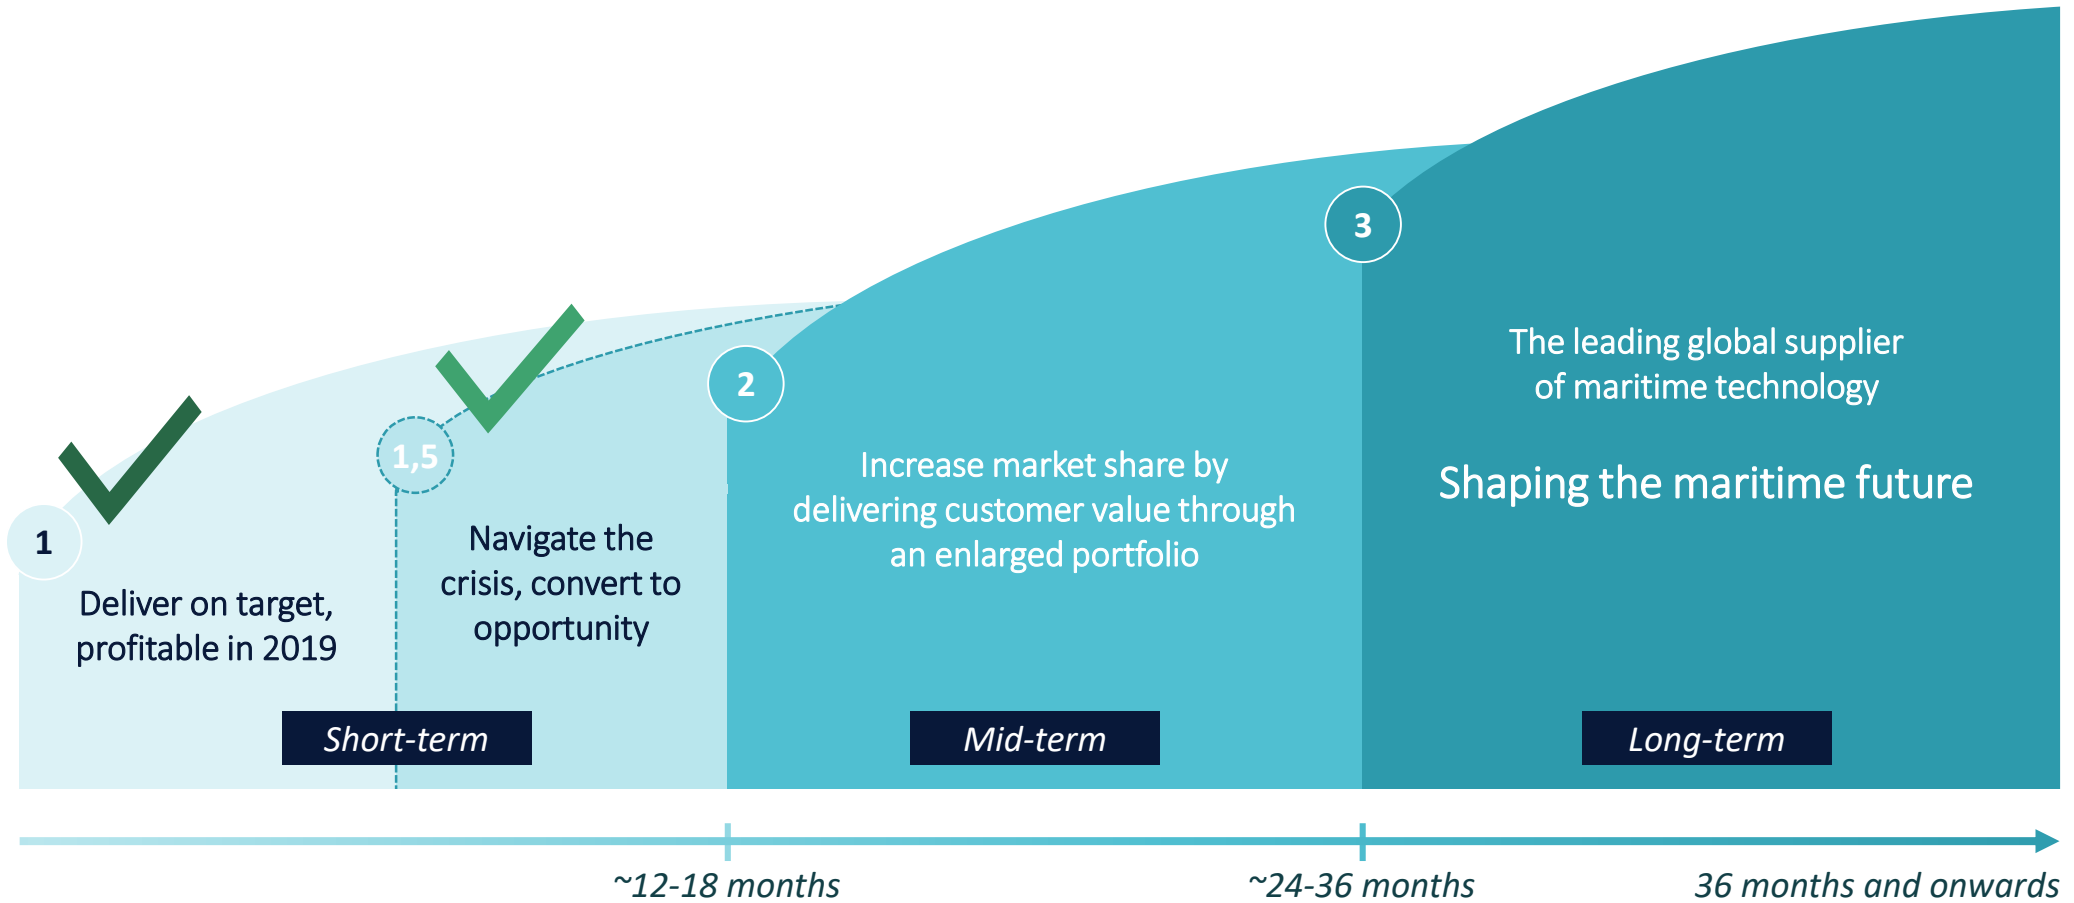 1
Deliver on target,
profitable in 2019
1,5
Navigate the
crisis, convert to
opportunity
Short-term
2
Increase market share by
delivering customer value through
an enlarged portfolio
Mid-term
3
The leading global supplier
of maritime technology
Shaping the maritime future
Long-term
~12-18 months
~24-36 months
36 months and onwards